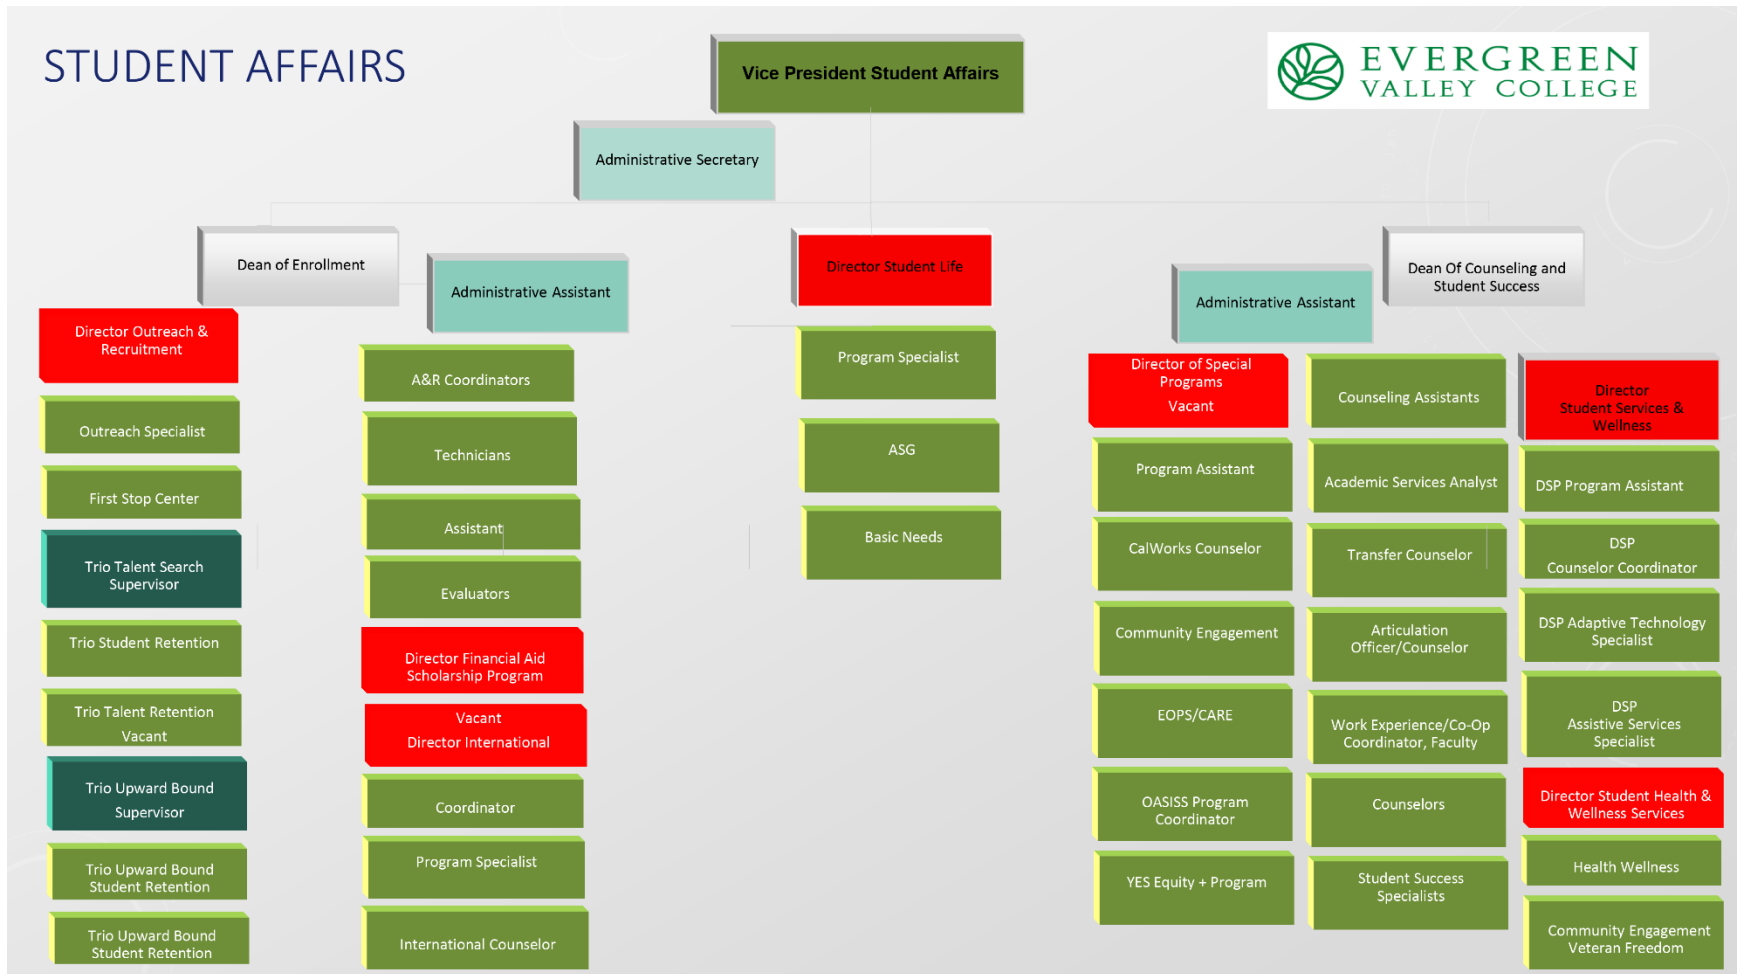 STUDENT AFFAIRS
Vice President Student Affairs
EVERGREEN
VALLEY COLLEGE
Administrative Secretary
Dean of Enrollment
Administrative Assistant
Director Outreach &
Recruitment
Outreach Specialist
First Stop Center
Trio Talent Search
Supervisor
Trio Student Retention
Trio Talent Retention
Vacant
Trio Upward Bound
Supervisor
Trio Upward Bound
Student Retention
Trio Upward Bound
Student Retention
A&R Coordinators
Technicians
Assistant
Evaluators
Director Financial Aid
Scholarship Program
Vacant
Director International
Coordinator
Program Specialist
International Counselor
Director Student Life
Program Specialist
ASG
Basic Needs
Dean Of Counseling and
Student Success
Administrative Assistant
Director of Special
Programs
Vacant
Program Assistant
CalWorks Counselor
Community Engagement
EOPS/CARE
OASISS Program
Coordinator
YES Equity + Program
Counseling Assistants
Academic Services Analyst
Transfer Counselor
Articulation
Officer/Counselor
Work Experience/Co-Op
Coordinator, Faculty
Counselors
Student Success
Specialists
Director
Student Services &
Wellness
DSP Program Assistant
DSP
Counselor Coordinator
DSP Adaptive Technology
Specialist
DSP
Assistive Services
Specialist
Director Student Health &
Wellness Services
Health Wellness
Community Engagement
Veteran Freedom